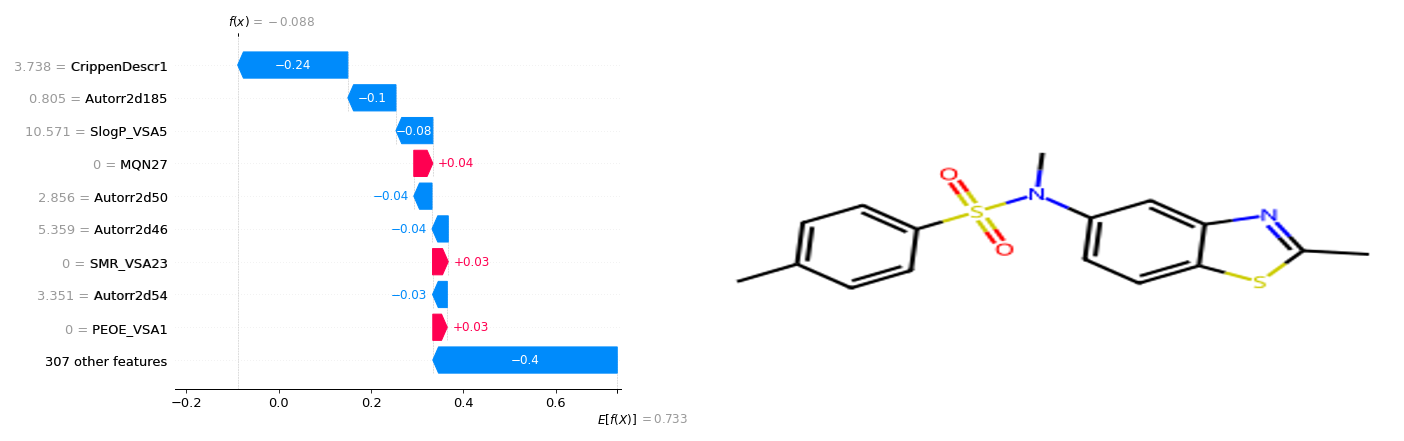 f(x) = −0.088
3.738 = CrippenDescr1
−0.24
0.805 = Autorr2d185
−0.1
10.571 = SlogP_VSA5
−0.08
0 = MQN27
+0.04
2.856 = Autorr2d50
−0.04
5.359 = Autorr2d46
−0.04
0 = SMR_VSA23
+0.03
3.351 = Autorr2d54
−0.03
0 = PEOE_VSA1
+0.03
307 other features
−0.4
−0.2 0.0 0.2 0.4 0.6
E[f(X)] = 0.733
O
S
N
O
N
S